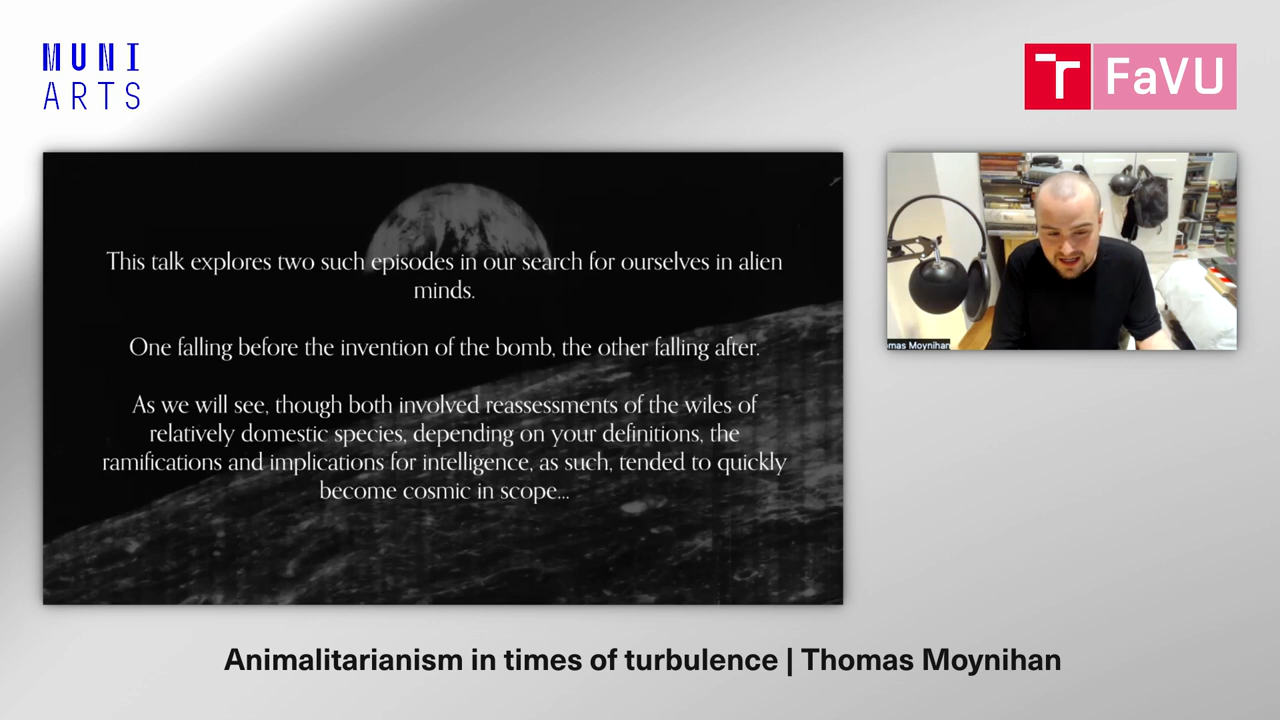 MUNI
ARTS
FaVU
This talk explores two such episodes in our search for ourselves in alien
minds.
One falling before the invention of the bomb, the other falling after.
As we will see, though both involved reassessments of the wiles of
relatively domestic species, depending on your definitions, the
ramifications and implications for intelligence, as such, tended to quickly
become cosmic in scope...
mas Moynihan
Animalitarianism in times of turbulence | Thomas Moynihan